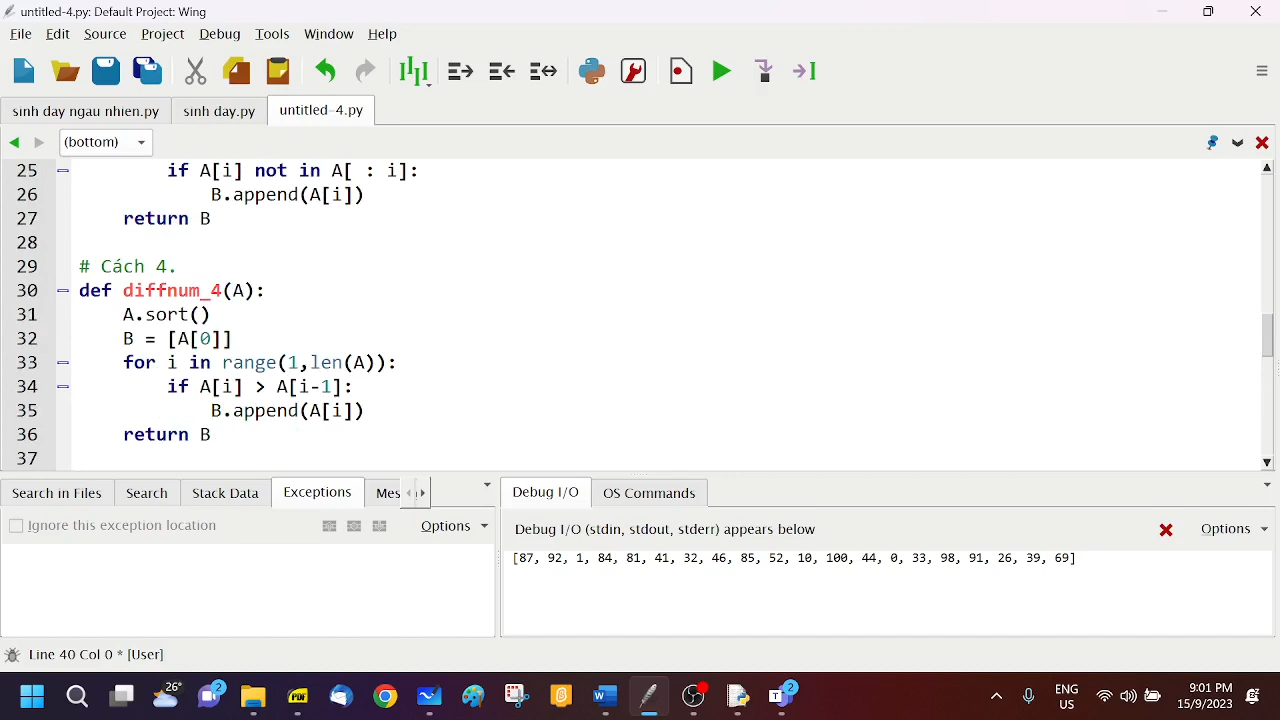 untitled-4.py: Default Project: Wing
File Edit Source Project Debug Tools Window Help
sinh day ngau nhien.py sinh day.py untitled-4.py
(bottom)
25 if A[i] not in A[ : i]:
26 B.append(A[i])
27 return B
28
29 # Cách 4.
30 def diffnum_4(A):
31 A.sort()
32 B = [A[0]]
33 for i in range(1,len(A)):
34 if A[i] > A[i-1]:
35 B.append(A[i])
36 return B
37
Search in Files Search Stack Data Exceptions Mes Debug I/O OS Commands
Ignore this exception location Options Debug I/O (stdin, stdout, stderr) appears below Options
[87, 92, 1, 84, 81, 41, 32, 46, 85, 52, 10, 100, 44, 0, 33, 98, 91, 26, 39, 69]
Line 40 Col 0 * [User]
26° 2 PDF 2 ENG 9:01 PM
US 15/9/2023